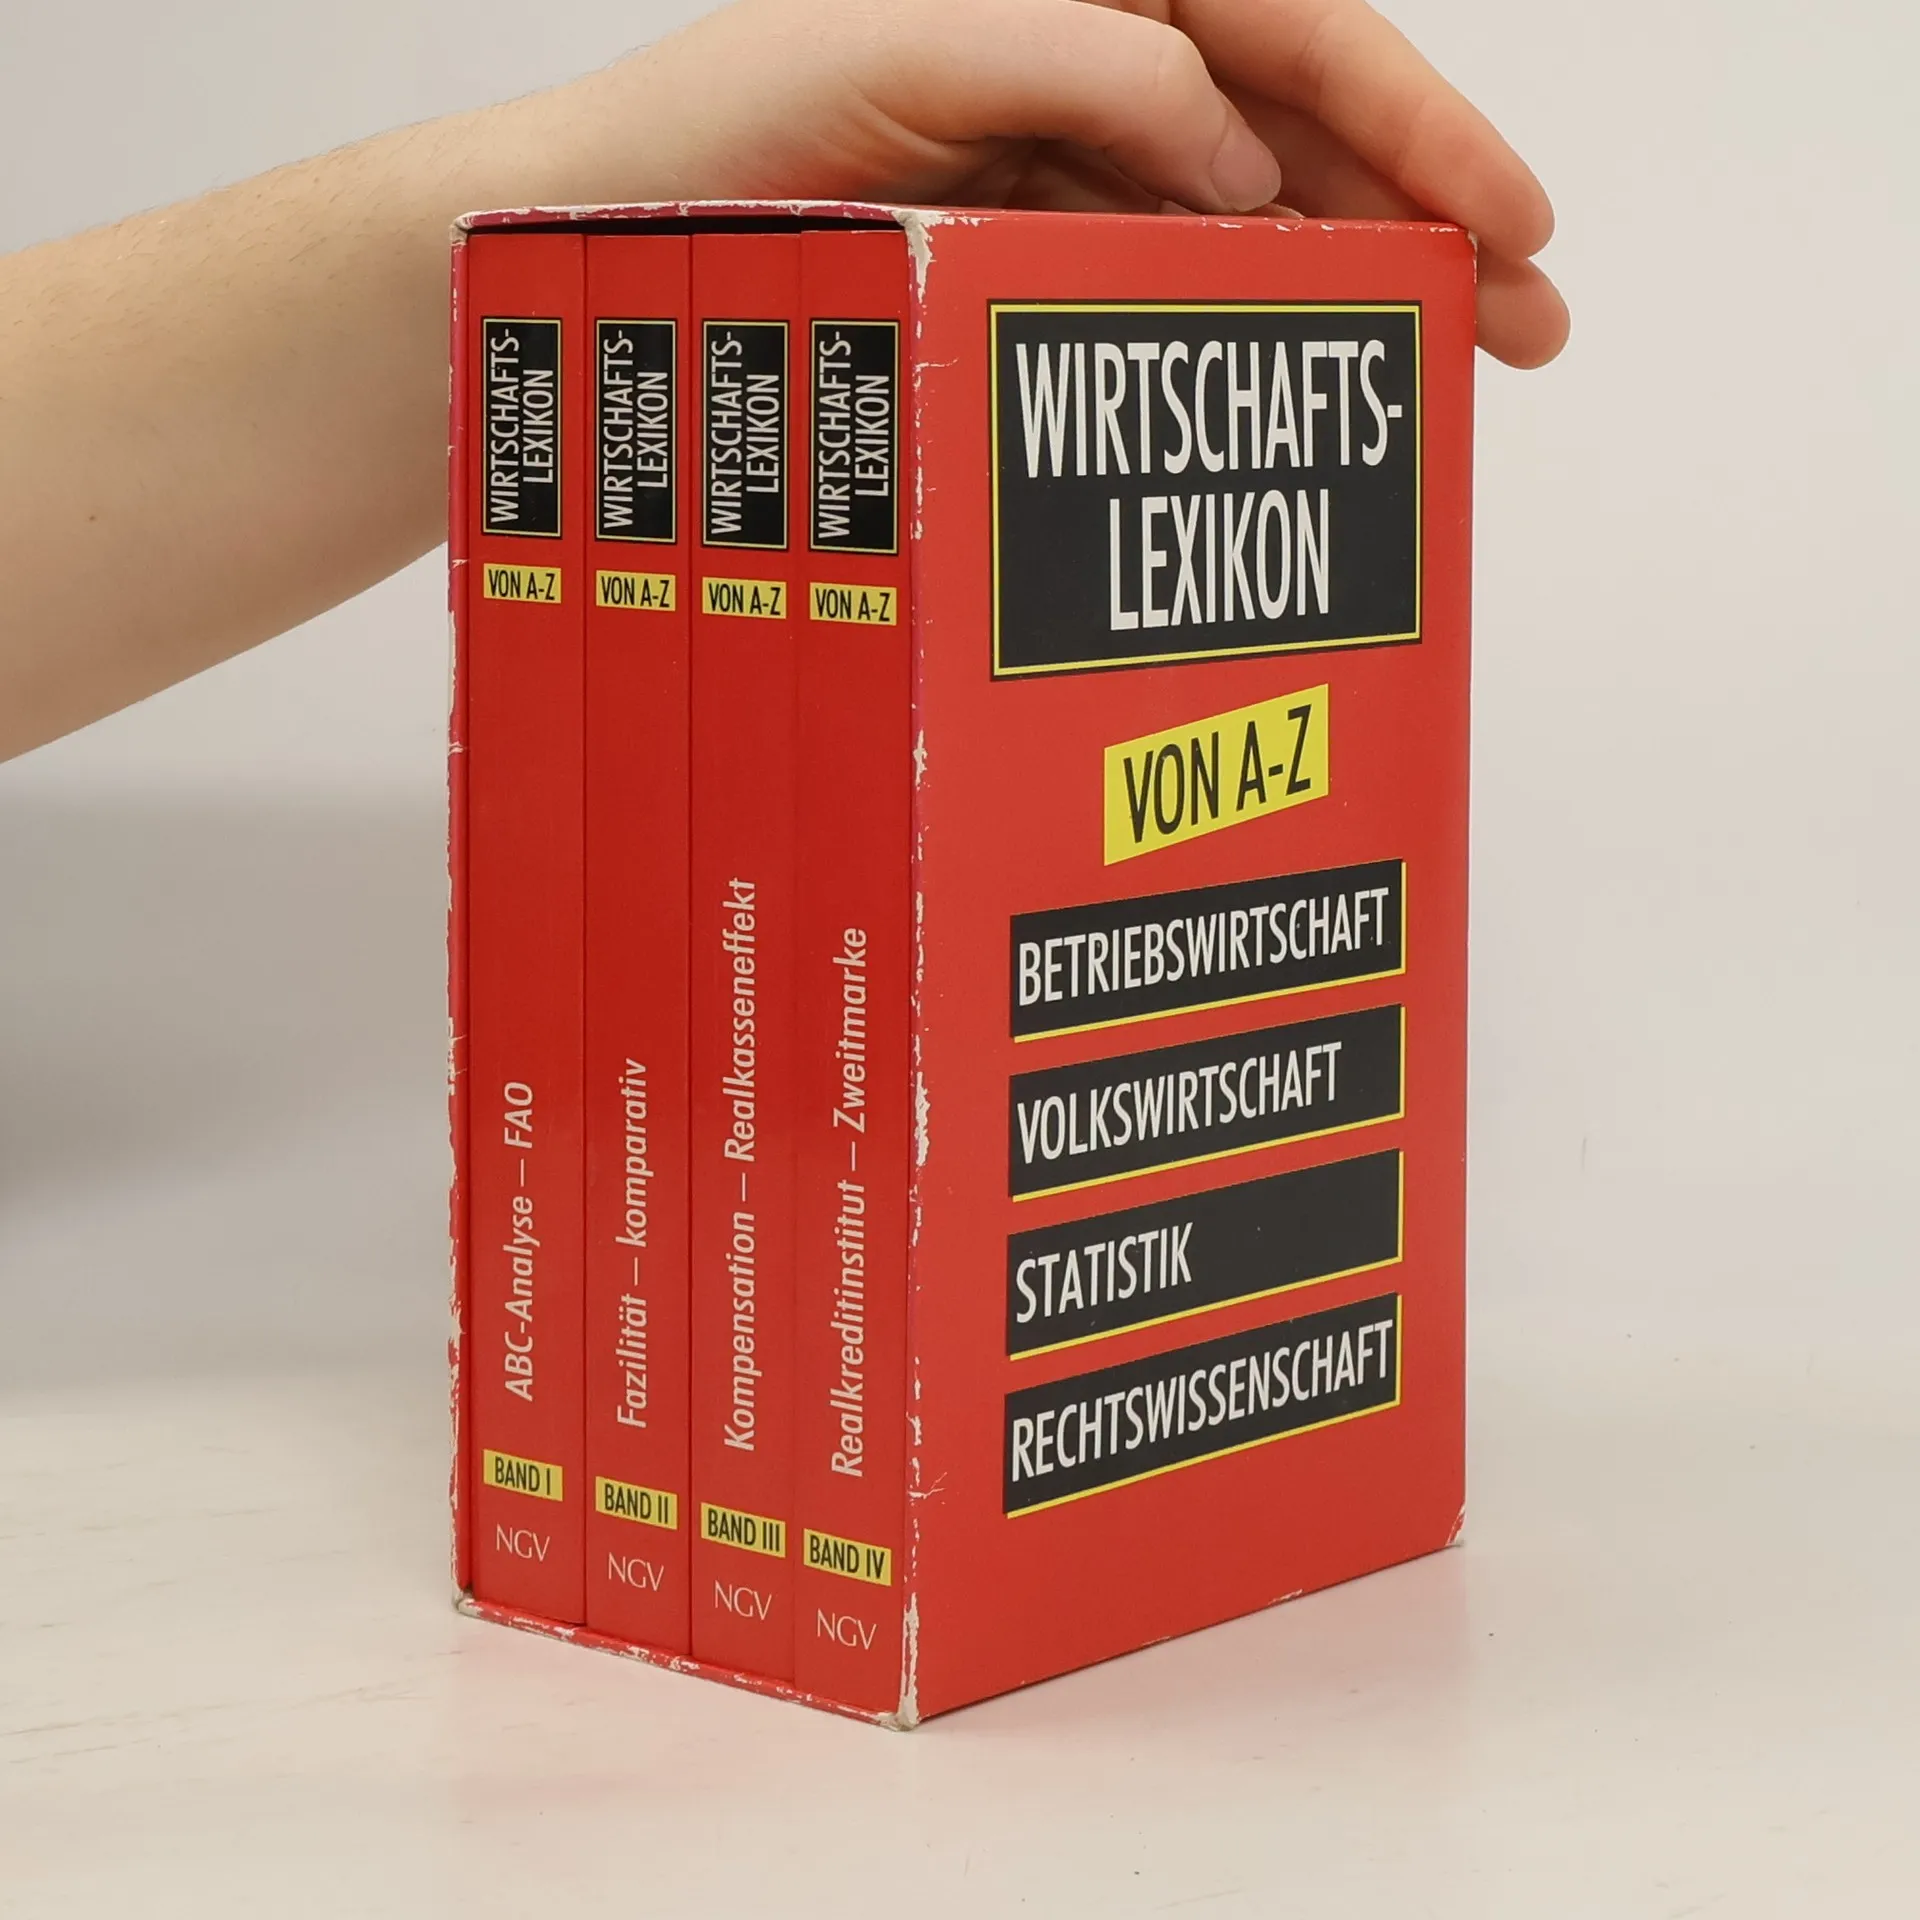 WIRTSCHAFTS-
LEXIKON
VON A-Z
ABC-Analyse — FAO
BAND I
NGV
WIRTSCHAFTS-
LEXIKON
VON A-Z
Fazilität — komparativ
BAND II
NGV
WIRTSCHAFTS-
LEXIKON
VON A-Z
Kompensation — Realkasseneffekt
BAND III
NGV
WIRTSCHAFTS-
LEXIKON
VON A-Z
Realkreditinstitut — Zweitmarke
BAND IV
NGV
WIRTSCHAFTS-
LEXIKON
VON A-Z
BETRIEBSWIRTSCHAFT
VOLKSWIRTSCHAFT
STATISTIK
RECHTSWISSENSCHAFT